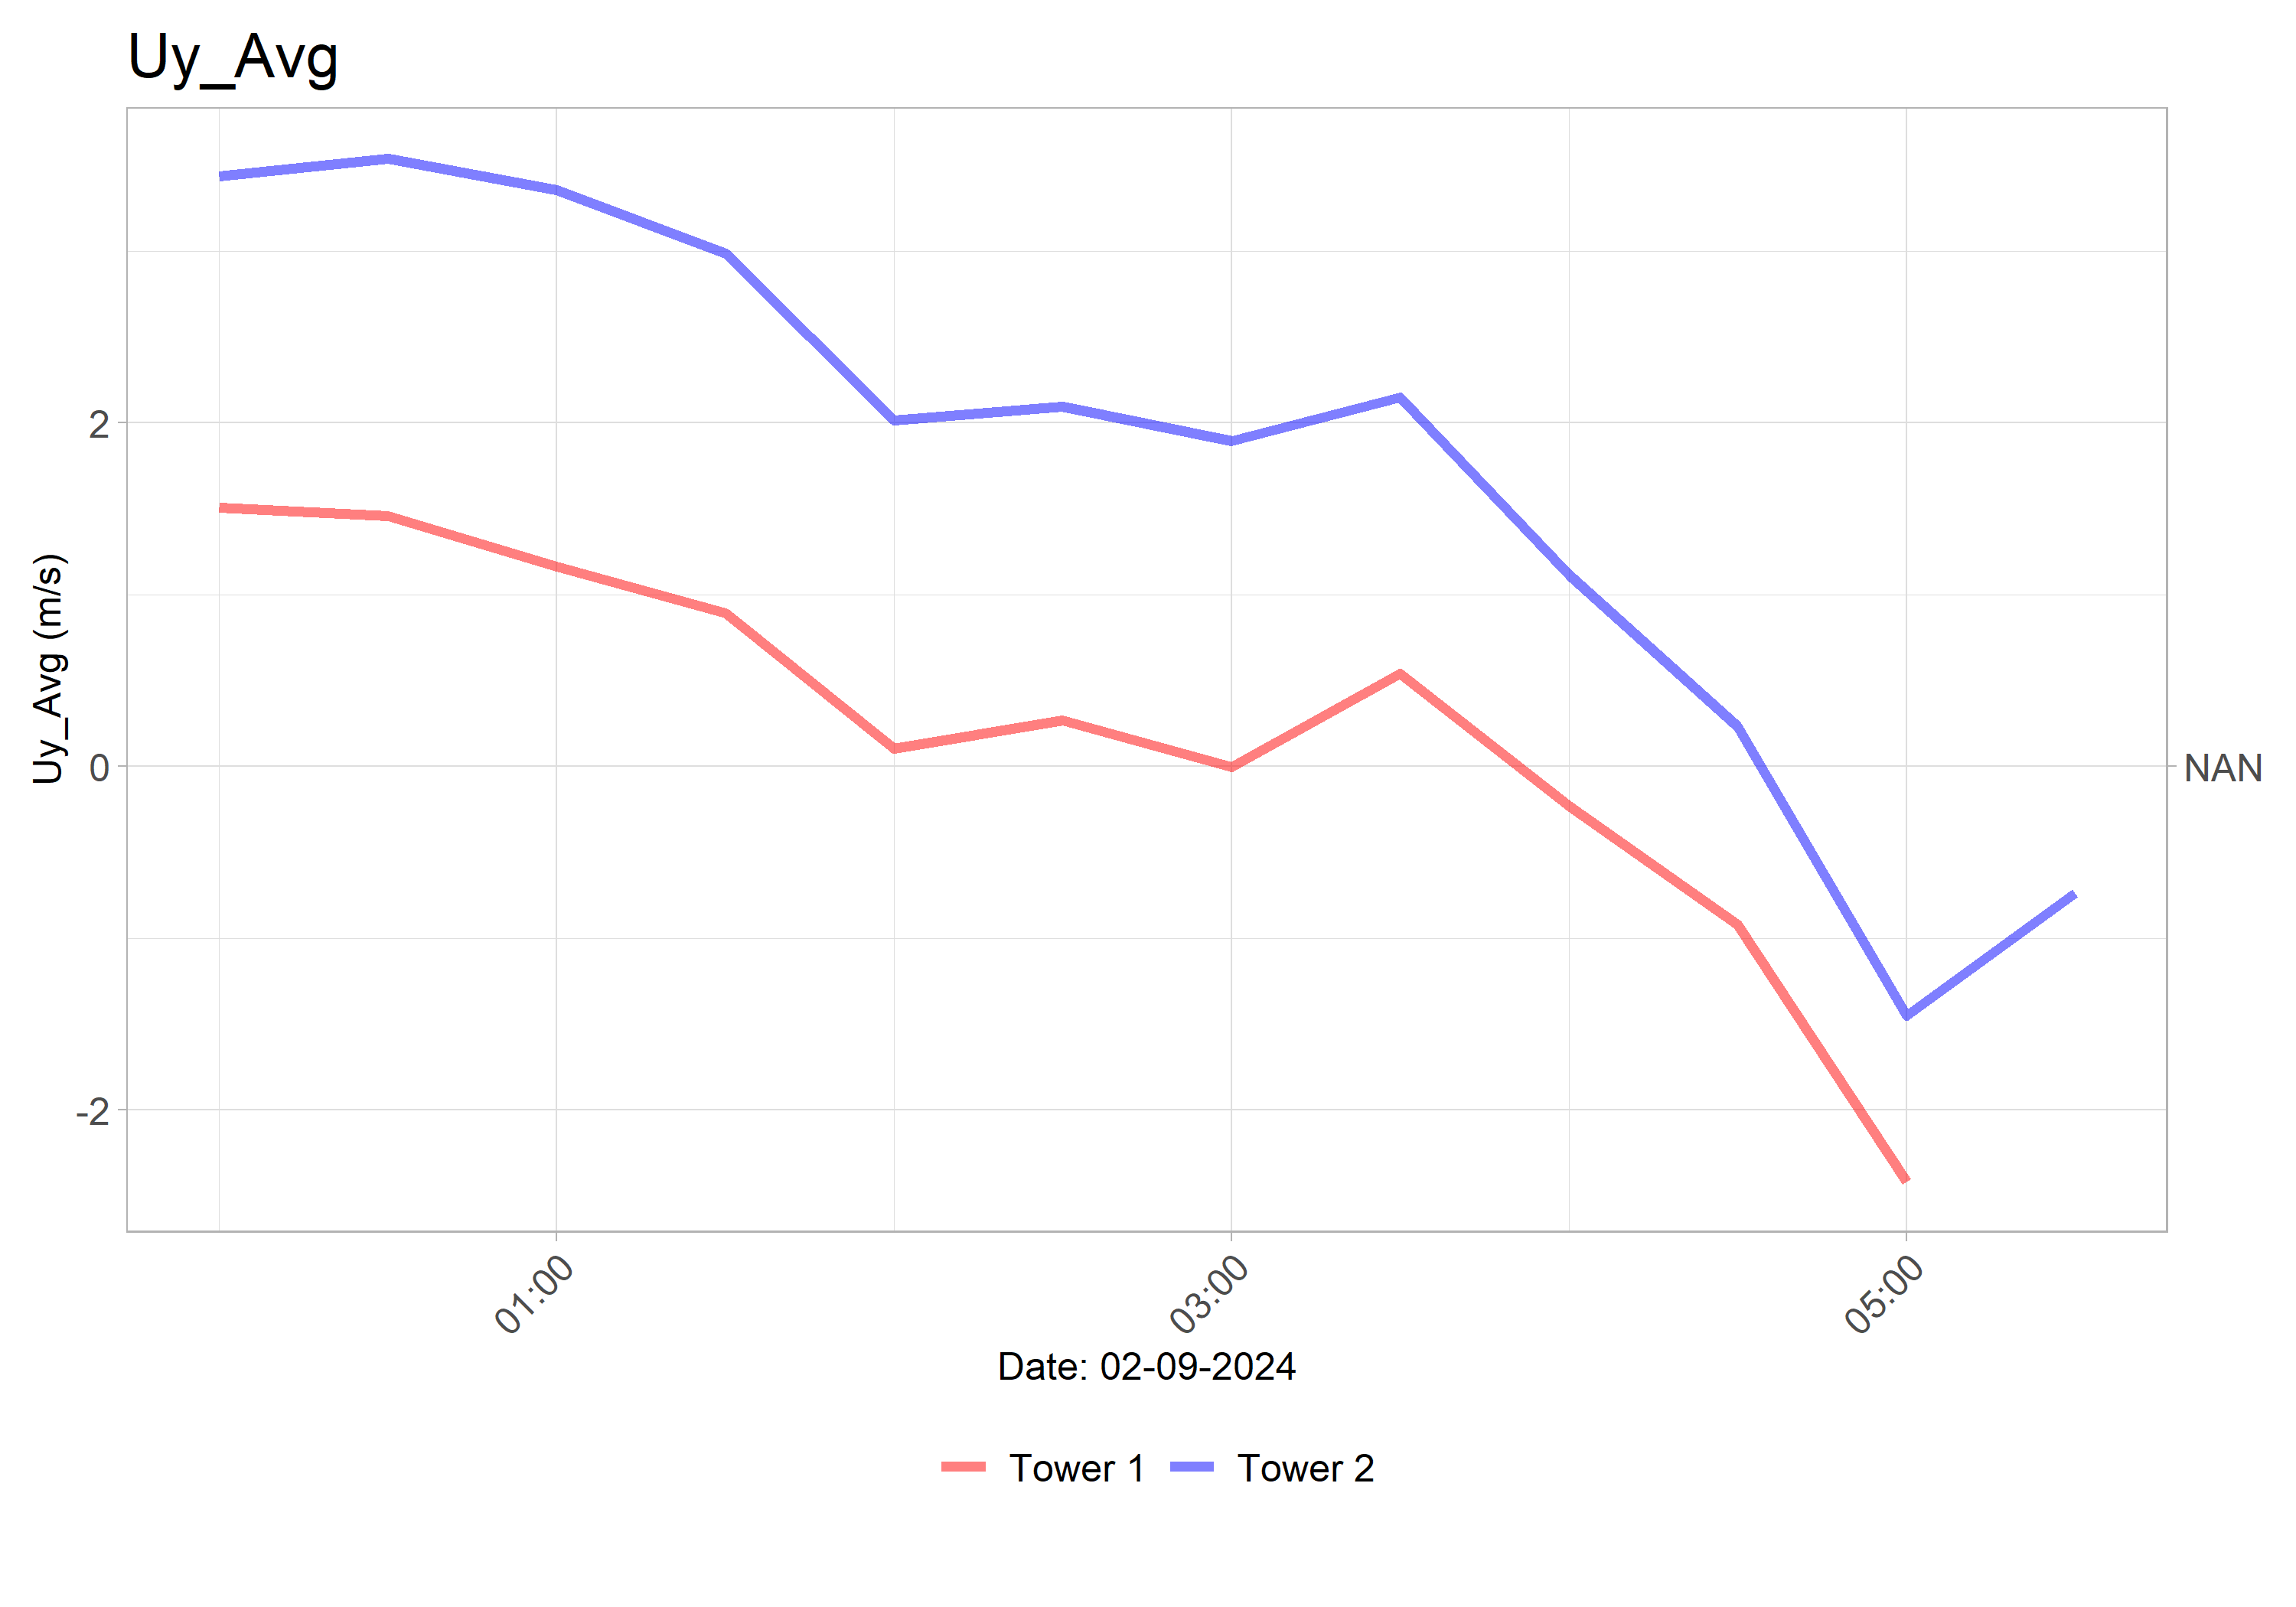 Uy_Avg
Uy_Avg (m/s)
2
0
-2
NAN
01:00
03:00
05:00
Date: 02-09-2024
Tower 1
Tower 2